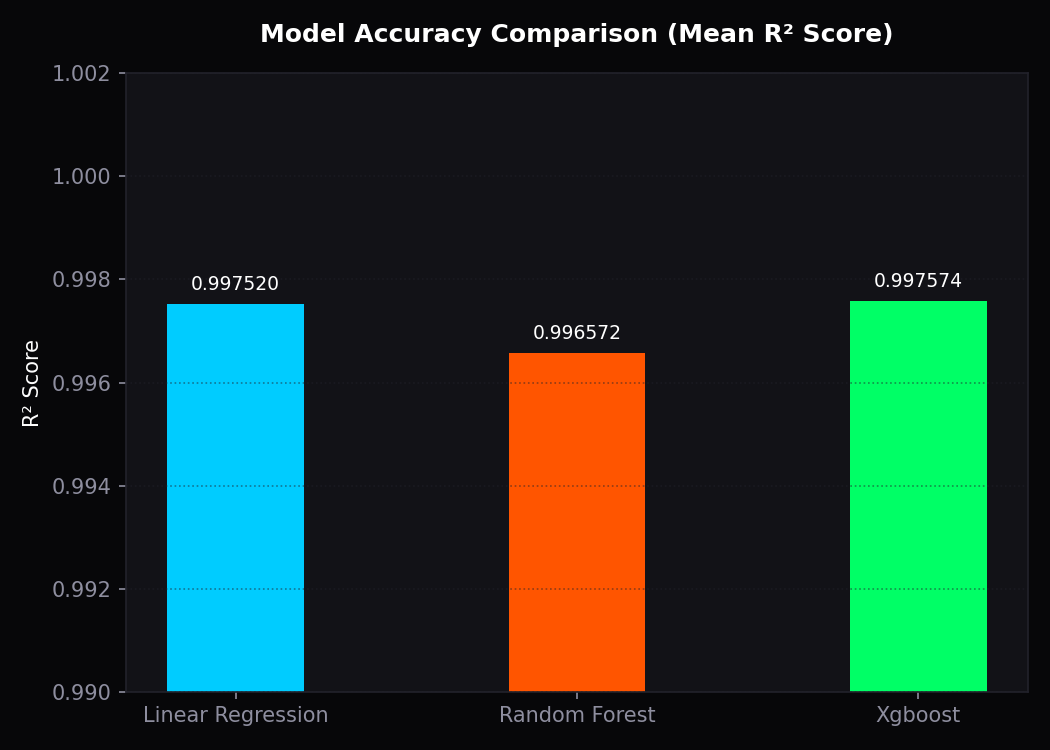 Model Accuracy Comparison (Mean R² Score)
1.002
1.000
0.998
0.996
0.994
0.992
0.990
R² Score
0.997520
0.996572
0.997574
Linear Regression
Random Forest
Xgboost